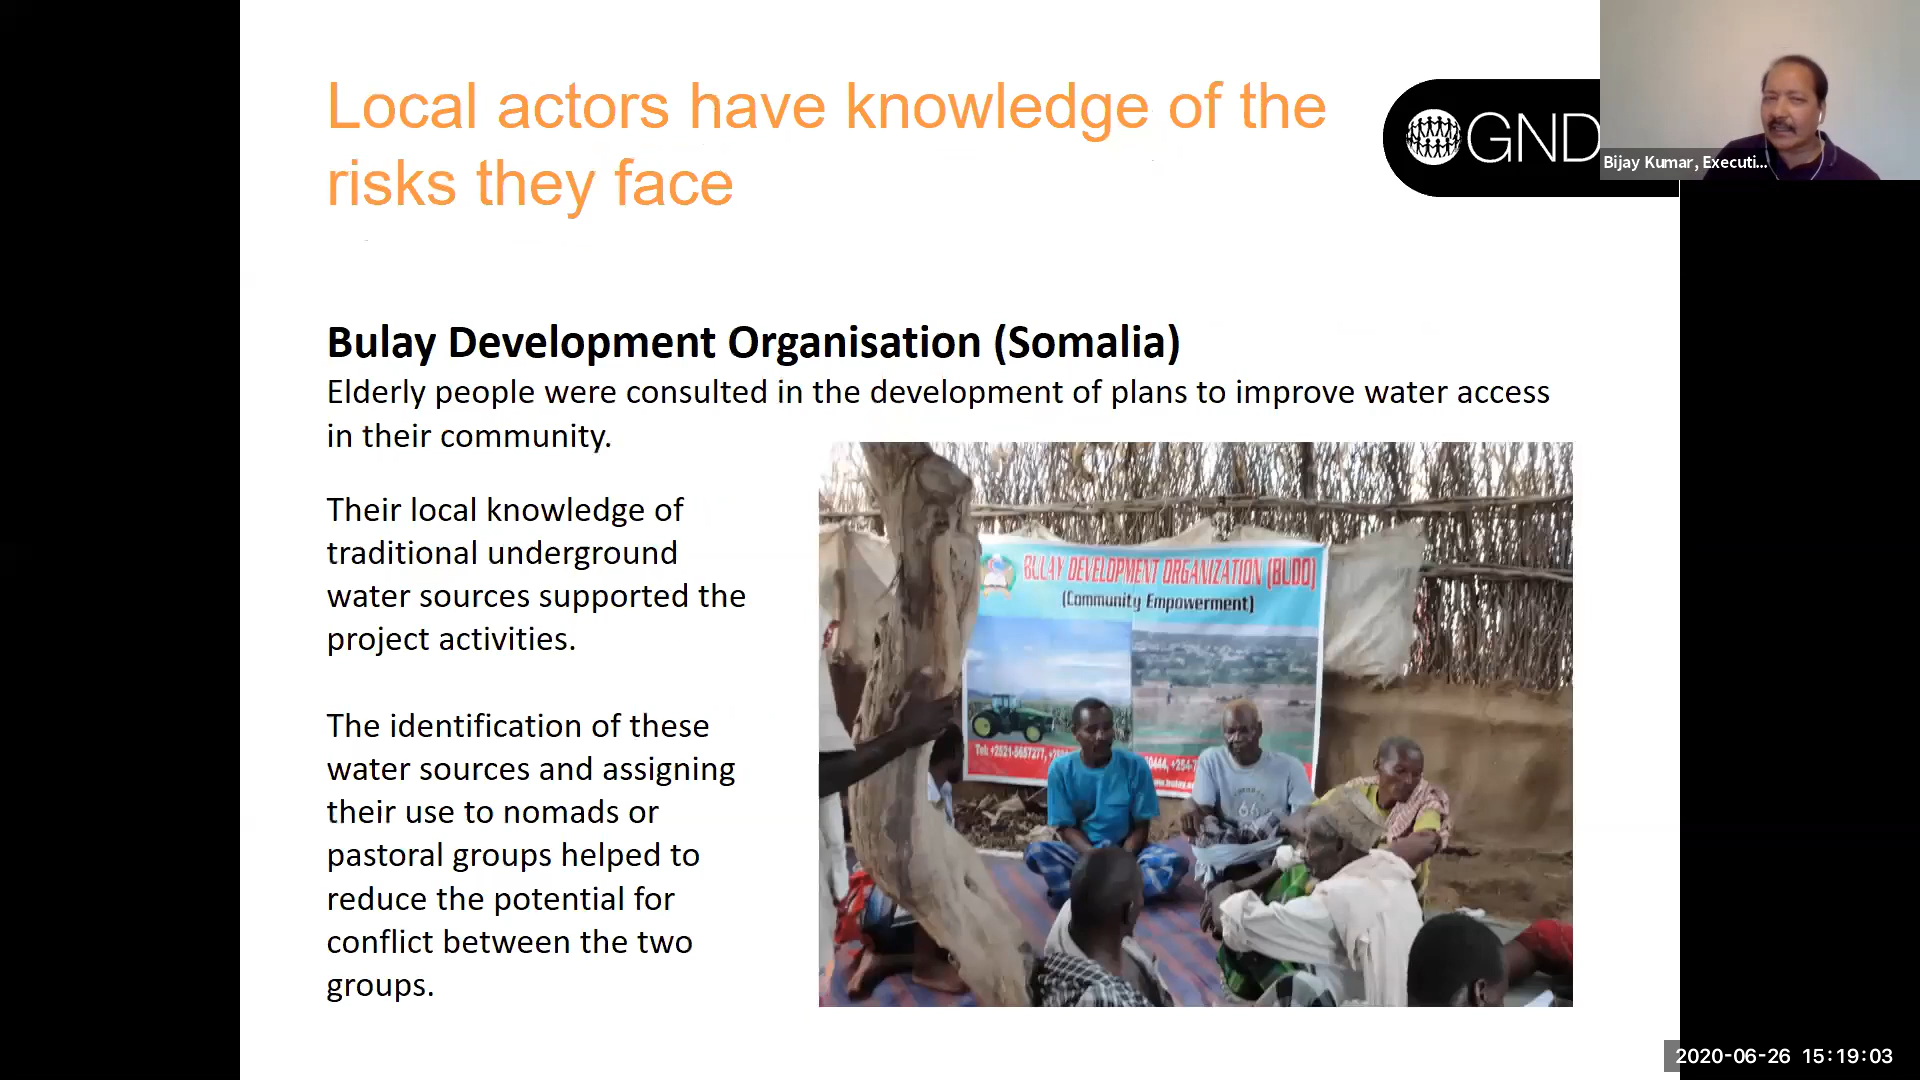 Local actors have knowledge of the
risks they face
GND
Bijay Kumar, Executi...
Bulay Development Organisation (Somalia)
Elderly people were consulted in the development of plans to improve water access
in their community.
Their local knowledge of
traditional underground
water sources supported the
project activities.
The identification of these
water sources and assigning
their use to nomads or
pastoral groups helped to
reduce the potential for
conflict between the two
groups.
BULAY DEVELOPMENT ORGANIZATION (BUDO)
(Community Empowerment)
Tel: +2521-5657277,
66
2020-06-26 15:19:03